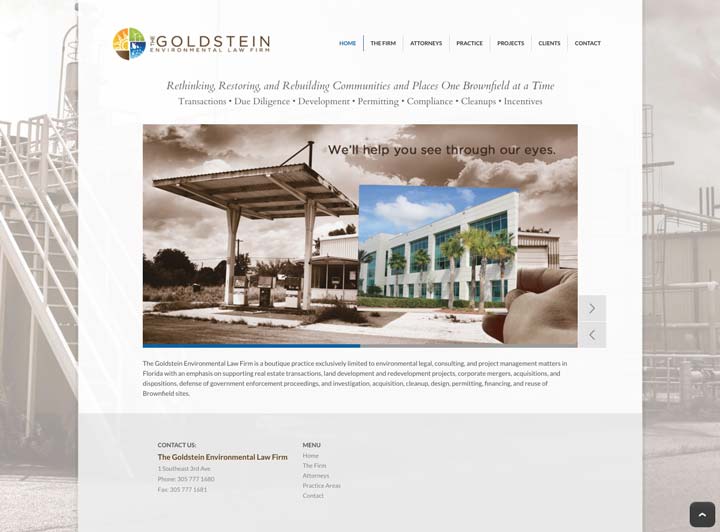 THE GOLDSTEIN
ENVIRONMENTAL LAW FIRM
HOME
THE FIRM
ATTORNEYS
PRACTICE
PROJECTS
CLIENTS
CONTACT
Rethinking, Restoring, and Rebuilding Communities and Places One Brownfield at a Time
Transactions • Due Diligence • Development • Permitting • Compliance • Cleanups • Incentives
We'll help you see through our eyes.
The Goldstein Environmental Law Firm is a boutique practice exclusively limited to environmental legal, consulting, and project management matters in
Florida with an emphasis on supporting real estate transactions, land development and redevelopment projects, corporate mergers, acquisitions, and
dispositions, defense of government enforcement proceedings, and investigation, acquisition, cleanup, design, permitting, financing, and reuse of
Brownfield sites.
CONTACT US:
The Goldstein Environmental Law Firm
1 Southeast 3rd Ave
Phone: 305 777 1680
Fax: 305 777 1681
MENU
Home
The Firm
Attorneys
Practice Areas
Contact